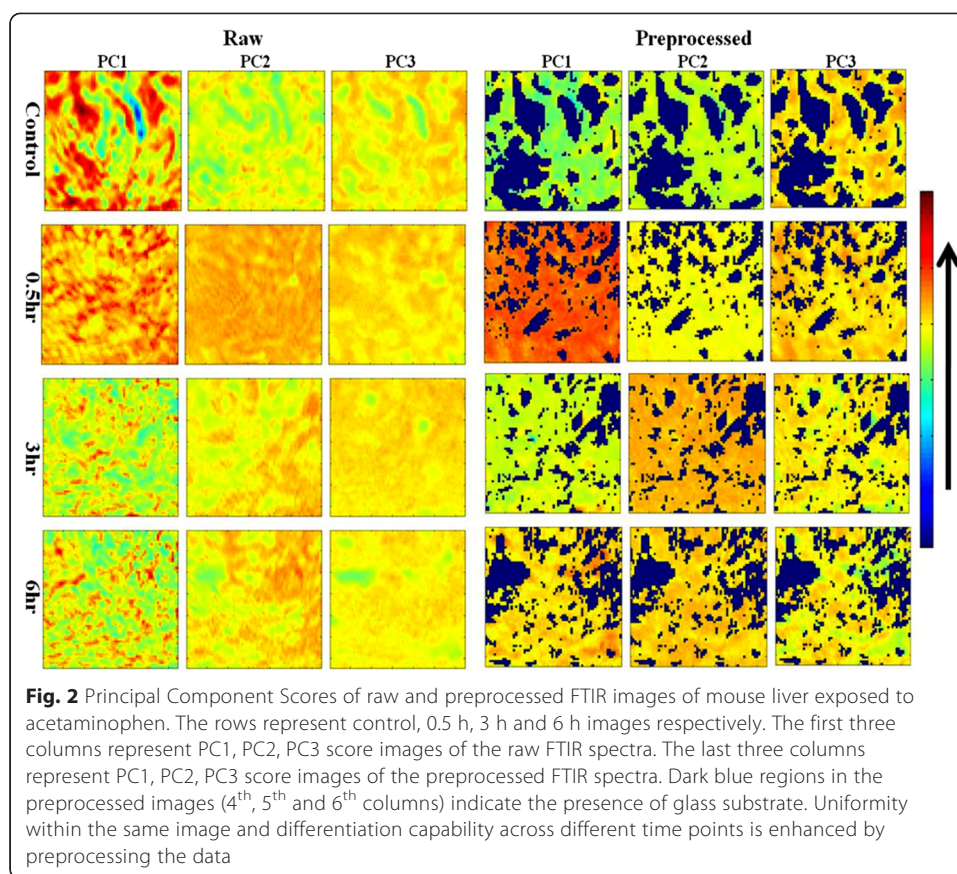 Raw
Preprocessed
PC1
PC2
PC3
PC1
PC2
PC3
Control
0.5hr
3hr
6hr
Fig. 2 Principal Component Scores of raw and preprocessed FTIR images of mouse liver exposed to
acetaminophen. The rows represent control, 0.5 h, 3 h and 6 h images respectively. The first three
columns represent PC1, PC2, PC3 score images of the raw FTIR spectra. The last three columns
represent PC1, PC2, PC3 score images of the preprocessed FTIR spectra. Dark blue regions in the
preprocessed images (4th, 5th and 6th columns) indicate the presence of glass substrate. Uniformity
within the same image and differentiation capability across different time points is enhanced by
preprocessing the data